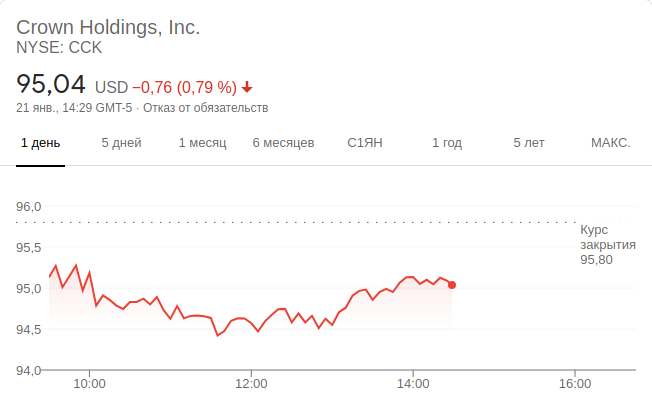 Crown Holdings, Inc.
NYSE: CCK
95,04 USD −0,76 (0,79 %)
21 янв., 14:29 GMT-5 · Отказ от обязательств
1 день 5 дней 1 месяц 6 месяцев С1ЯН 1 год 5 лет МАКС.
96,0
Курс
закрытия
95,80
95,5
95,0
94,5
94,0
10:00 12:00 14:00 16:00